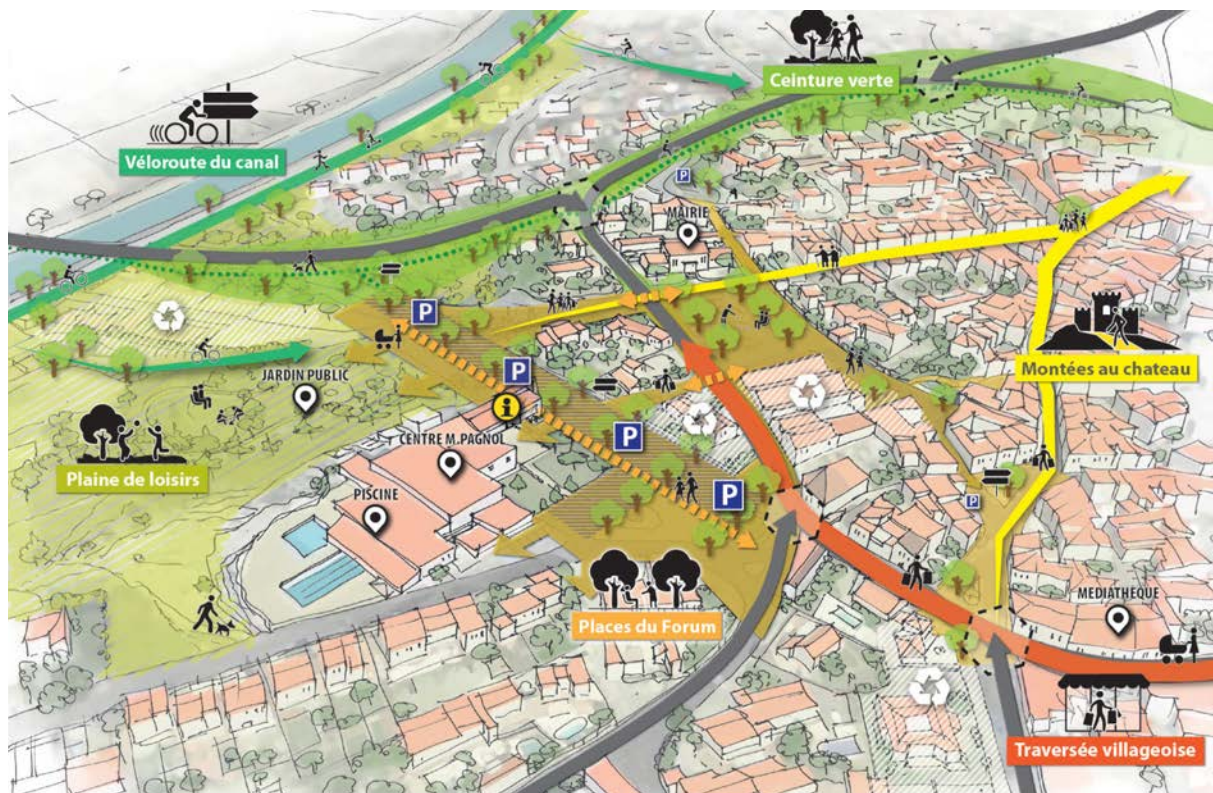 Ceinture verte
Véloroute du canal
P
MAIRIE
P
P
Montées au chateau
JARDIN PUBLIC
i
CENTRE M. PAGNOL
P
Plaine de loisirs
PISCINE
P
P
MEDIATHEQUE
Places du Forum
Traversée villageoise